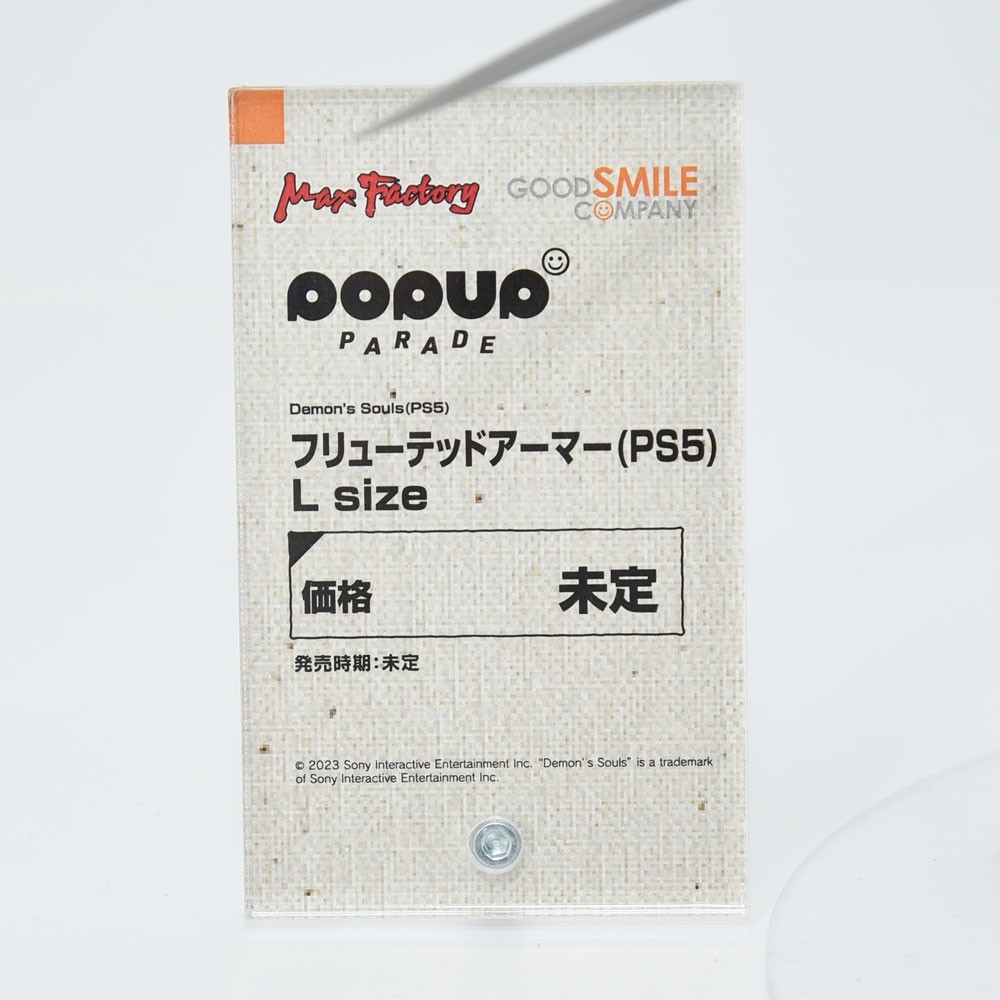 Max Factory
GOOD SMILE
COMPANY
POPUP
PARADE
Demon's Souls(PS5)
フリューテッドアーマー(PS5)
L size
価格 未定
発売時期:未定
© 2023 Sony Interactive Entertainment Inc. "Demon's Souls" is a trademark
of Sony Interactive Entertainment Inc.